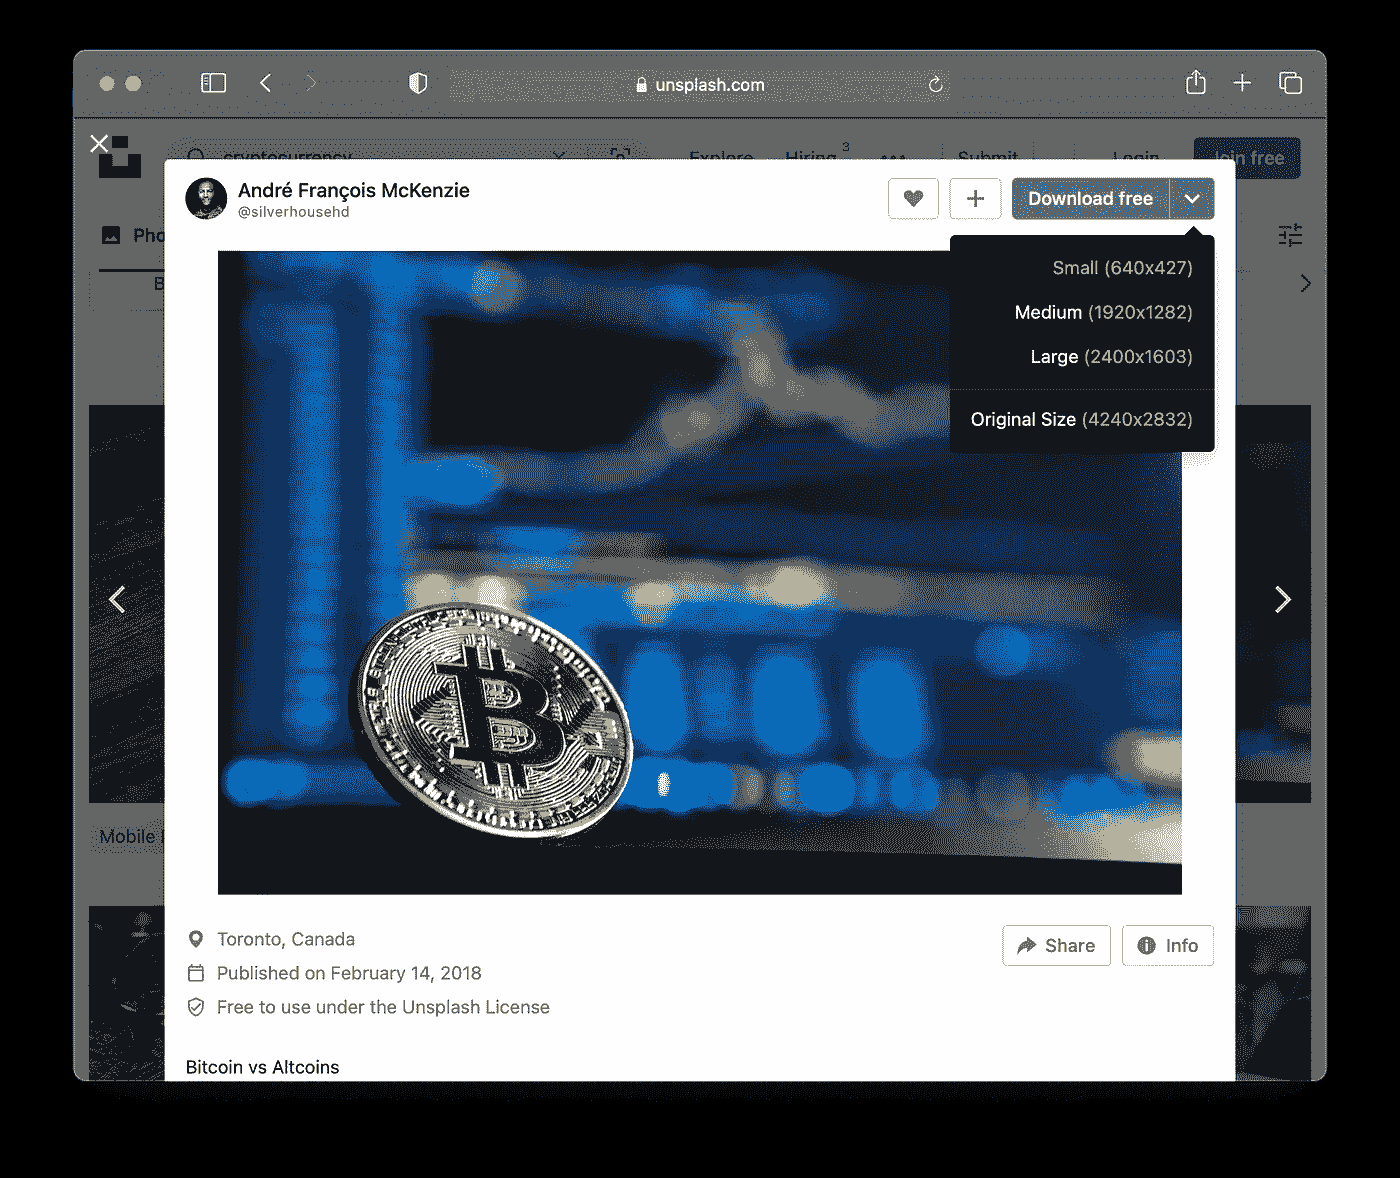 unsplash.com
cryptocurrency
Explore
Hiring 3
Submit
Login
Join free
André François McKenzie
@silverhousehd
Download free
Pho
B
Small (640x427)
Medium (1920x1282)
Large (2400x1603)
Original Size (4240x2832)
Mobile
Toronto, Canada
Share
Info
Published on February 14, 2018
Free to use under the Unsplash License
Bitcoin vs Altcoins